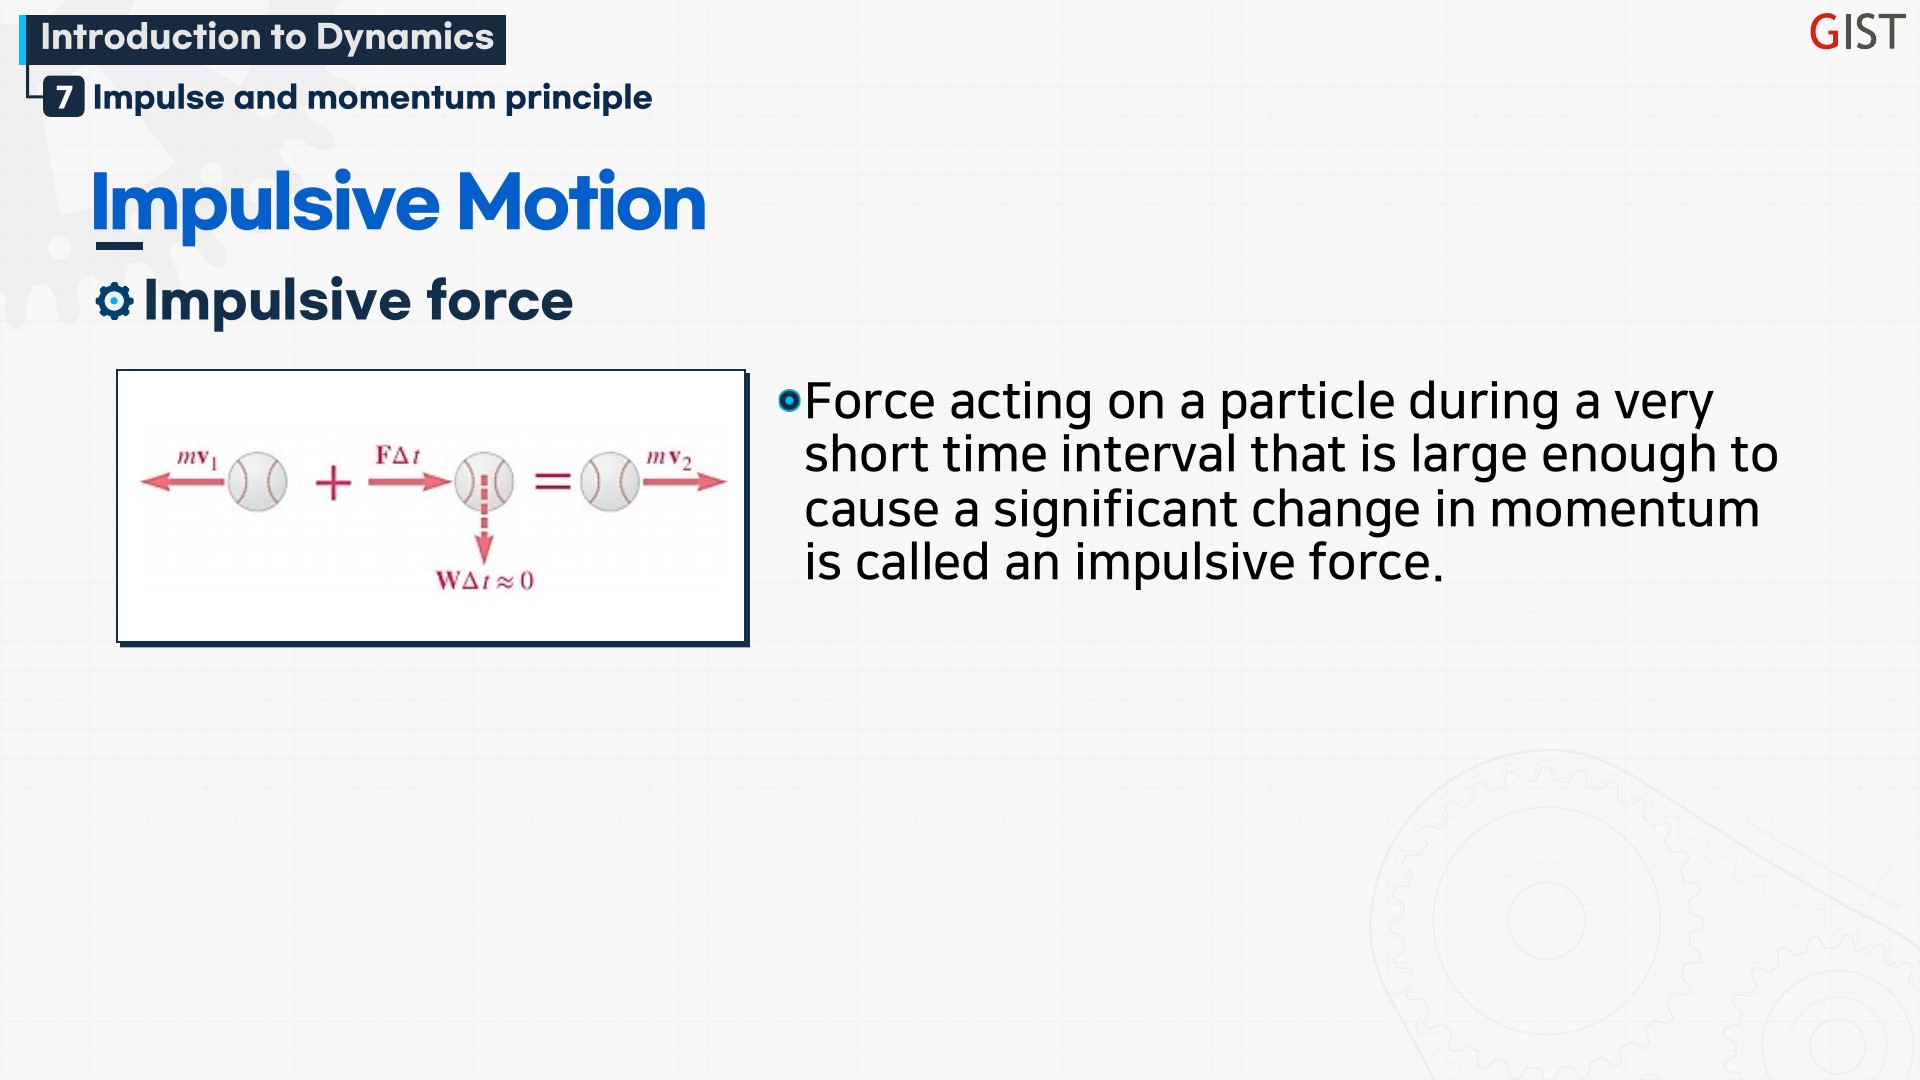 Introduction to Dynamics
GIST
7 Impulse and momentum principle
Impulsive Motion
Impulsive force
mv₁ + FΔt = mv₂
WΔt≈0
Force acting on a particle during a very
short time interval that is large enough to
cause a significant change in momentum
is called an impulsive force.